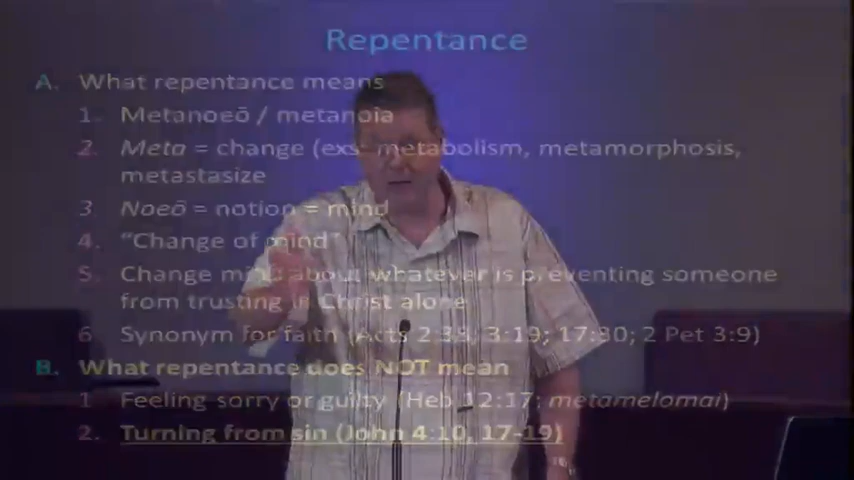 Repentance
A. What repentance means
1. Metanoeō / metanoia
2. Meta = change (exs. metabolism, metamorphosis,
metastasize
3 Noeō = notion = mind
4. "Change of mind"
5. Change mind about whatever is preventing someone
from trusting in Christ alone
6. Synonym for faith (Acts 2:38; 3:19; 17:30; 2 Pet 3:9)
B. What repentance does NOT mean
1 Feeling sorry or guilty (Heb 12:17; metamelomai)
2. Turning from sin (John 4:10, 17-19)